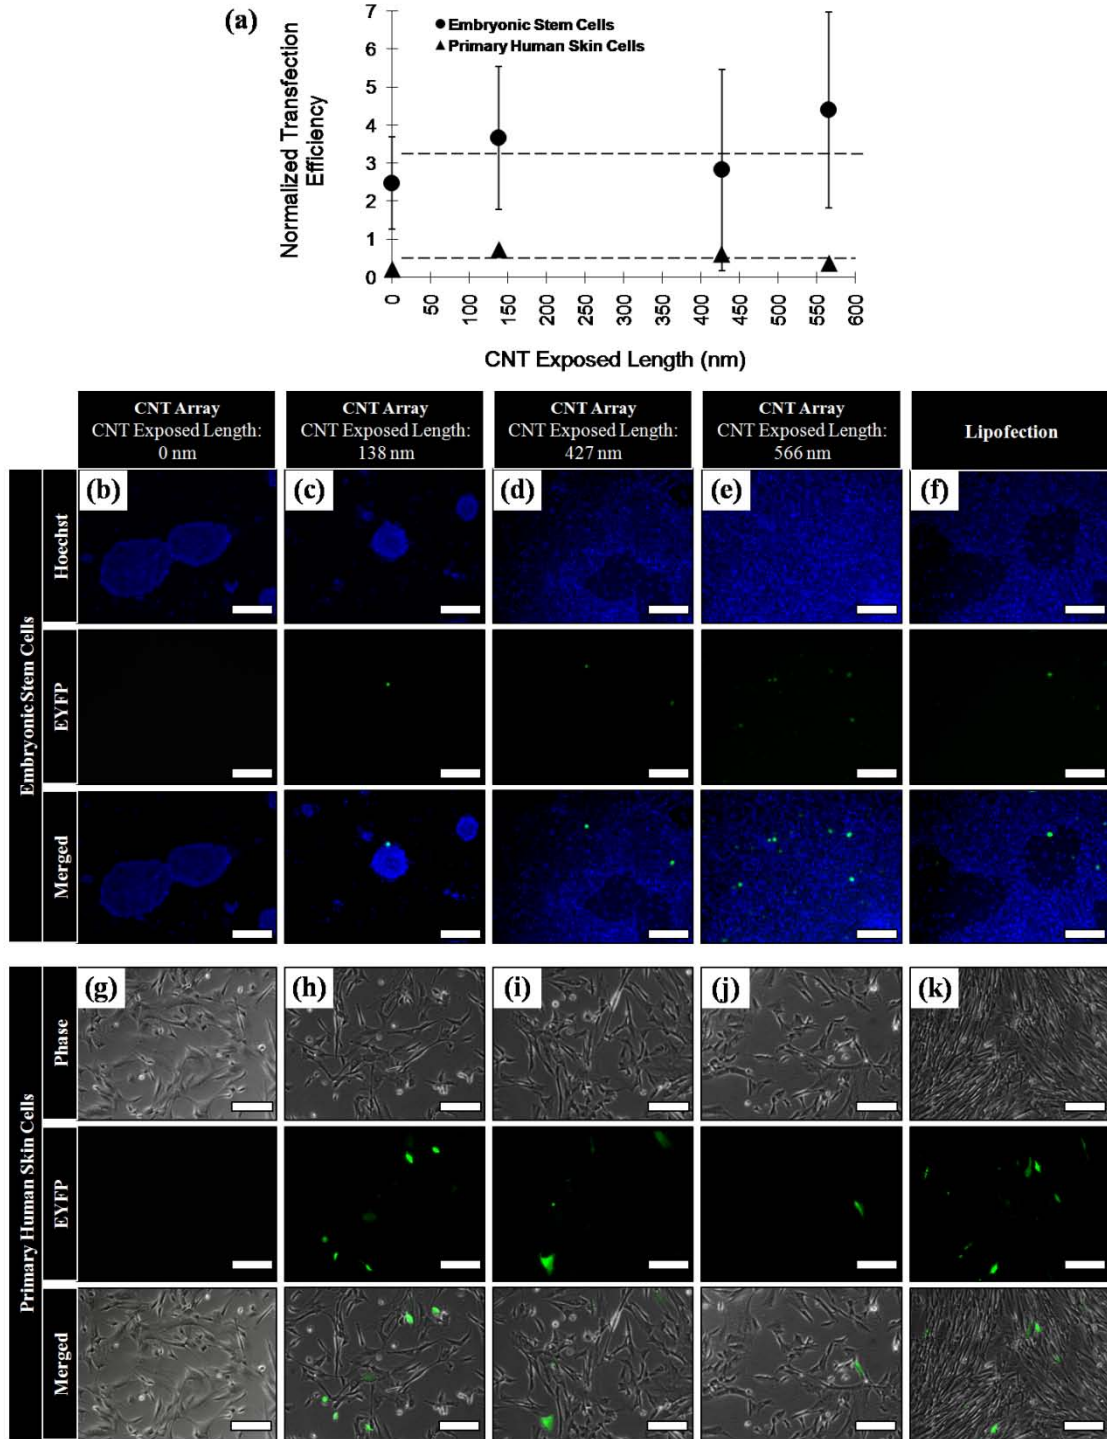 (a)
7
6
5
4
3
2
1
0
Normalized Transfection
Efficiency
Embryonic Stem Cells
Primary Human Skin Cells
0
50
100
150
200
250
300
350
400
450
500
550
600
CNT Exposed Length (nm)
CNT Array
CNT Exposed Length:
0 nm
CNT Array
CNT Exposed Length:
138 nm
CNT Array
CNT Exposed Length:
427 nm
CNT Array
CNT Exposed Length:
566 nm
Lipofection
Embryonic Stem Cells
Hoechst
(b)
(c)
(d)
(e)
(f)
EYFP
Merged
Primary Human Skin Cells
Phase
(g)
(h)
(i)
(j)
(k)
EYFP
Merged